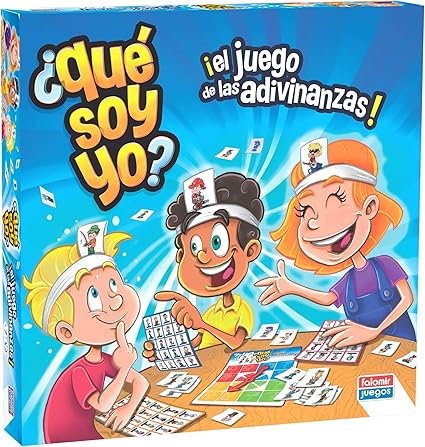 ¿qué
soy
yo?
¡el juego
de las adivinanzas!
falomir
juegos